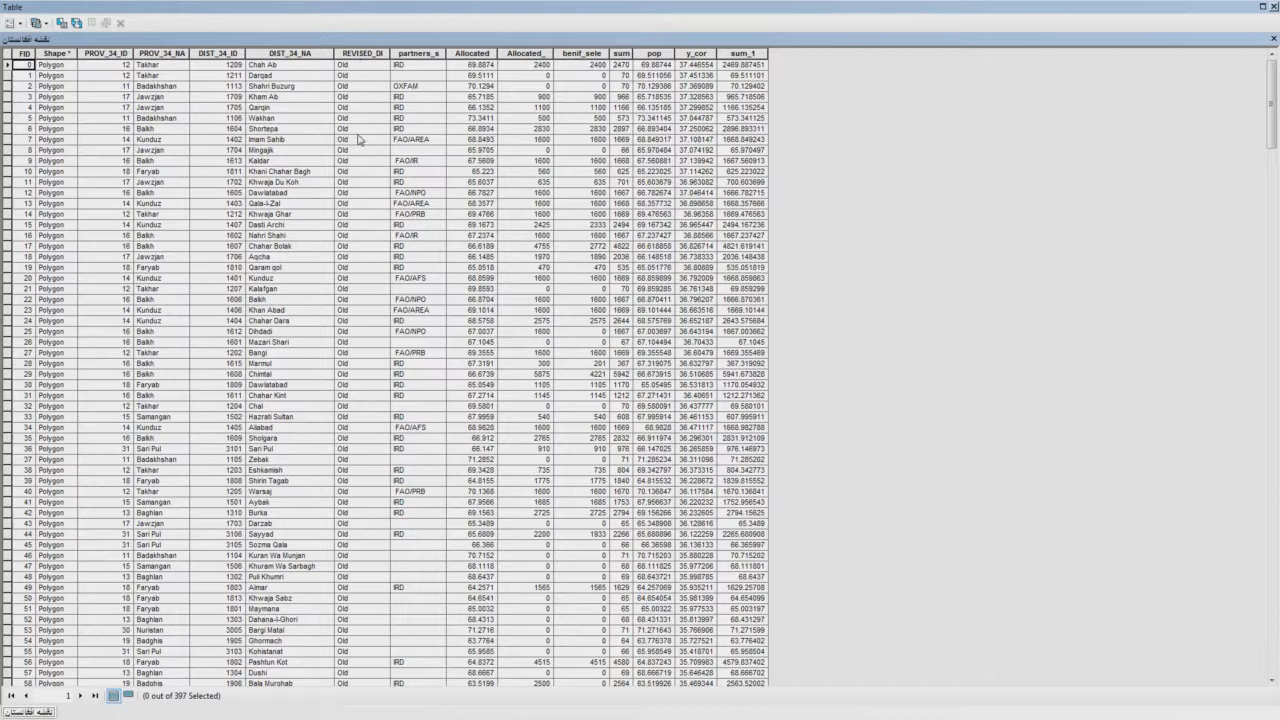 Table
نقشه افغانستان
FID Shape * PROV_34_ID PROV_34_NA DIST_34_ID DIST_34_NA REVISED_DI partners_s Allocated Allocated_ benif_sele sum pop y_cor sum_1
0 Polygon 12 Takhar 1209 Chah Ab Old IRD 69.8874 2400 2400 2470 69.88744 37.446554 2469.887451
1 Polygon 12 Takhar 1211 Darqad Old 69.5111 0 0 70 69.511056 37.451336 69.511101
2 Polygon 11 Badakhshan 1113 Shahri Buzurg Old OXFAM 70.1294 0 0 70 70.129386 37.369089 70.129402
3 Polygon 17 Jawzjan 1709 Kham Ab Old IRD 65.7185 900 900 966 65.718535 37.328563 965.718506
4 Polygon 17 Jawzjan 1705 Qarqin Old IRD 66.1352 1100 1100 1166 66.135185 37.299852 1166.135254
5 Polygon 11 Badakhshan 1106 Wakhan Old IRD 73.3411 500 500 573 73.341135 37.044787 573.341125
6 Polygon 16 Balkh 1604 Shortepa Old IRD 66.8934 2830 2830 2897 66.893404 37.250062 2896.893311
7 Polygon 14 Kunduz 1402 Imam Sahib Old FAO/AREA 68.8493 1600 1600 1669 68.849317 37.108147 1668.849243
8 Polygon 17 Jawzjan 1704 Mingajik Old 65.9705 0 0 66 65.970484 37.074192 65.970497
9 Polygon 16 Balkh 1613 Kaldar Old FAO/IR 67.5609 1600 1600 1668 67.560881 37.139942 1667.560913
10 Polygon 18 Faryab 1811 Khani Chahar Bagh Old IRD 65.223 560 560 625 65.223025 37.114262 625.223022
11 Polygon 17 Jawzjan 1702 Khwaja Du Koh Old IRD 65.6037 635 635 701 65.603679 36.963082 700.603699
12 Polygon 16 Balkh 1605 Dawlatabad Old FAO/NPO 66.7827 1600 1600 1667 66.782674 37.046414 1666.782715
13 Polygon 14 Kunduz 1403 Qala-I-Zal Old FAO/AREA 68.3577 1600 1600 1668 68.357732 36.898658 1668.357666
14 Polygon 12 Takhar 1212 Khwaja Ghar Old FAO/PRB 69.4766 1600 1600 1669 69.476563 36.96358 1669.476563
15 Polygon 14 Kunduz 1407 Dasti Archi Old IRD 69.1673 2425 2333 2494 69.167342 36.965447 2494.167236
16 Polygon 16 Balkh 1602 Nahri Shahi Old FAO/IR 67.2374 1600 1600 1667 67.237427 36.88566 1667.237427
17 Polygon 16 Balkh 1607 Chahar Bolak Old IRD 66.6189 4755 2772 4822 66.618858 36.826714 4821.619141
18 Polygon 17 Jawzjan 1706 Aqcha Old IRD 66.1485 1970 1890 2036 66.148516 36.738333 2036.148438
19 Polygon 18 Faryab 1810 Qaram qol Old IRD 65.0518 470 470 535 65.051776 36.80889 535.051819
20 Polygon 14 Kunduz 1401 Kunduz Old FAO/AFS 68.8599 1600 1600 1669 68.859899 36.792009 1668.859863
21 Polygon 12 Takhar 1207 Kalafgan Old 69.8593 0 0 70 69.859285 36.761348 69.859299
22 Polygon 16 Balkh 1606 Balkh Old FAO/NPO 66.8704 1600 1600 1667 66.870411 36.796207 1666.870361
23 Polygon 14 Kunduz 1406 Khan Abad Old FAO/AREA 69.1014 1600 1600 1669 69.101444 36.663516 1669.10144
24 Polygon 14 Kunduz 1404 Chahar Dara Old IRD 68.5758 2575 2575 2644 68.575769 36.652187 2643.575684
25 Polygon 16 Balkh 1612 Dihdadi Old FAO/NPO 67.0037 1600 0 1667 67.003697 36.643194 1667.003662
26 Polygon 16 Balkh 1601 Mazari Shari Old 67.1045 0 0 67 67.104494 36.70433 67.104500
27 Polygon 12 Takhar 1202 Bangi Old FAO/PRB 69.3555 1600 1600 1669 69.355548 36.60479 1669.355469
28 Polygon 16 Balkh 1615 Marmul Old IRD 67.3191 300 201 367 67.319075 36.632797 367.319092
29 Polygon 16 Balkh 1608 Chimtal Old IRD 66.6739 5875 4221 5942 66.673954 36.510685 5941.673828
30 Polygon 18 Faryab 1809 Dawlatabad Old IRD 65.0549 1105 1105 1170 65.05495 36.531813 1170.054932
31 Polygon 16 Balkh 1611 Chahar Kint Old IRD 67.2714 1145 1145 1212 67.271435 36.40651 1212.271362
32 Polygon 12 Takhar 1204 Chal Old 69.5801 0 0 70 69.580091 36.437777 69.580101
33 Polygon 15 Samangan 1502 Hazrati Sultan Old IRD 67.9959 540 540 608 67.995914 36.461153 607.995911
34 Polygon 14 Kunduz 1405 Aliabad Old FAO/AFS 68.9828 1600 1600 1669 68.9828 36.471117 1668.982788
35 Polygon 16 Balkh 1609 Sholgara Old IRD 66.912 2765 2765 2832 66.911974 36.296301 2831.912109
36 Polygon 31 Sari Pul 3101 Sari Pul Old IRD 66.147 910 910 976 66.147025 36.261408 976.146973
37 Polygon 11 Badakhshan 1105 Zebak Old 71.2852 0 0 71 71.285202 36.311098 71.285202
38 Polygon 12 Takhar 1203 Eshkamish Old IRD 69.3428 735 735 804 69.342797 36.373315 804.342773
39 Polygon 18 Faryab 1808 Shirin Tagab Old IRD 64.8155 1775 1775 1840 64.815541 36.228672 1839.815552
40 Polygon 12 Takhar 1205 Warsaj Old FAO/PRB 70.1368 1600 1600 1670 70.136847 36.117584 1670.136841
41 Polygon 15 Samangan 1501 Aybak Old IRD 67.9566 1685 1685 1753 67.956637 36.220232 1752.956665
42 Polygon 13 Baghlan 1310 Burka Old IRD 69.1563 2725 2725 2794 69.156266 36.232605 2794.15625
43 Polygon 17 Jawzjan 1703 Darzab Old 65.3489 0 0 65 65.348908 36.128616 65.3489
44 Polygon 31 Sari Pul 3106 Sayyad Old IRD 65.6809 2200 1933 2266 65.680896 36.122259 2265.680908
45 Polygon 31 Sari Pul 3105 Sozma Qala Old 66.366 0 0 66 66.36598 36.136133 66.365997
46 Polygon 11 Badakhshan 1104 Kuran Wa Munjan Old 70.7152 0 0 71 70.715203 35.880228 70.715202
47 Polygon 15 Samangan 1506 Khuram Wa Sarbagh Old 68.1118 0 0 68 68.111885 35.977206 68.111801
48 Polygon 13 Baghlan 1302 Puli Khumri Old 68.6437 0 0 69 68.643721 35.998785 68.6437
49 Polygon 18 Faryab 1803 Almar Old IRD 64.2571 1565 1565 1629 64.257069 35.935211 1629.25708
50 Polygon 18 Faryab 1813 Khwaja Sabz Old 64.6541 0 0 65 64.654054 35.981399 64.654099
51 Polygon 18 Faryab 1801 Maymana Old 65.0032 0 0 65 65.00322 35.977533 65.003197
52 Polygon 13 Baghlan 1303 Dahana-I-Ghori Old 68.4313 0 0 68 68.431331 35.813997 68.431297
53 Polygon 30 Nuristan 3005 Bargi Matal Old 71.2716 0 0 71 71.271643 35.766906 71.271599
54 Polygon 19 Badghis 1905 Ghormach Old 63.7764 0 0 64 63.776378 35.727521 63.776402
55 Polygon 31 Sari Pul 3103 Kohistanat Old 65.9585 0 0 66 65.958507 35.418701 65.958504
56 Polygon 18 Faryab 1802 Pashtun Kot Old IRD 64.8372 4515 4515 4580 64.837243 35.709983 4579.837402
57 Polygon 13 Baghlan 1304 Dushi Old 68.6667 0 0 69 68.666719 35.646828 68.666702
58 Polygon 19 Badghis 1906 Bala Murghab Old IRD 63.5199 2500 0 2564 63.519926 35.469344 2563.52002
1 (0 out of 397 Selected)
نقشه افغانستان